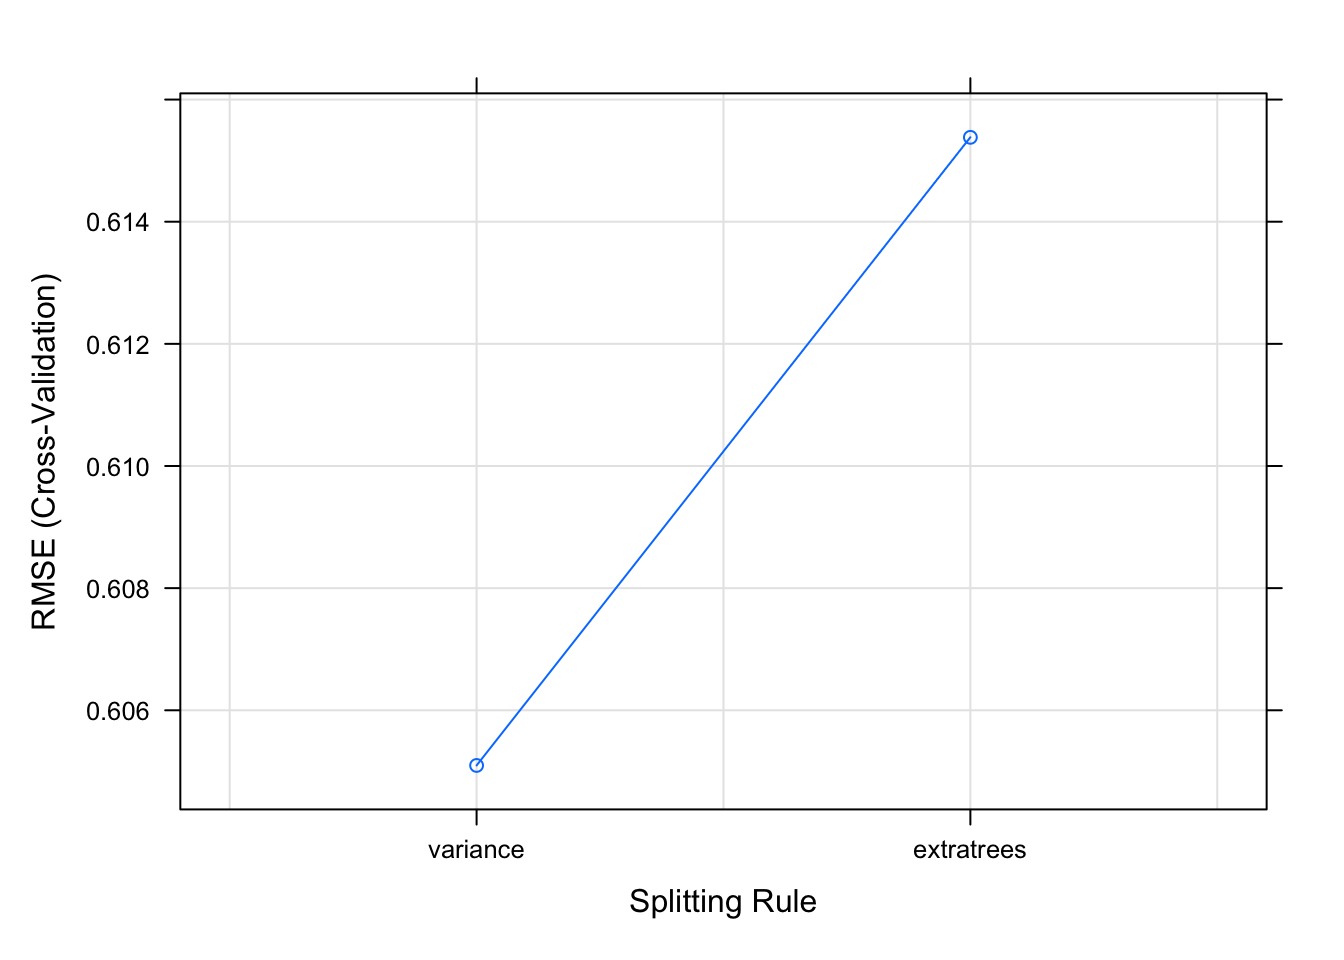 RMSE (Cross-Validation)
0.614
0.612
0.610
0.608
0.606
variance
extratrees
Splitting Rule